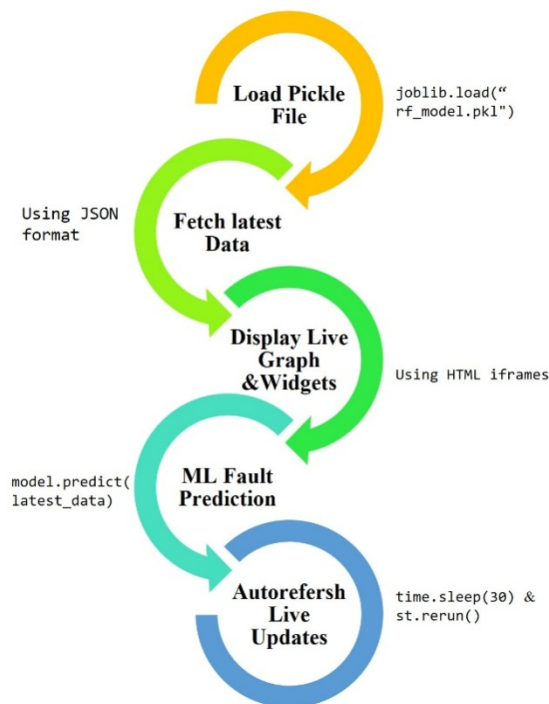 Load Pickle
File
joblib.load(“
rf_model.pkl")
Using JSON
format
Fetch latest
Data
Display Live
Graph
&Widgets
Using HTML iframes
model.predict(
latest_data)
ML Fault
Prediction
Autorefersh
Live
Updates
time.sleep(30) &
st.rerun()